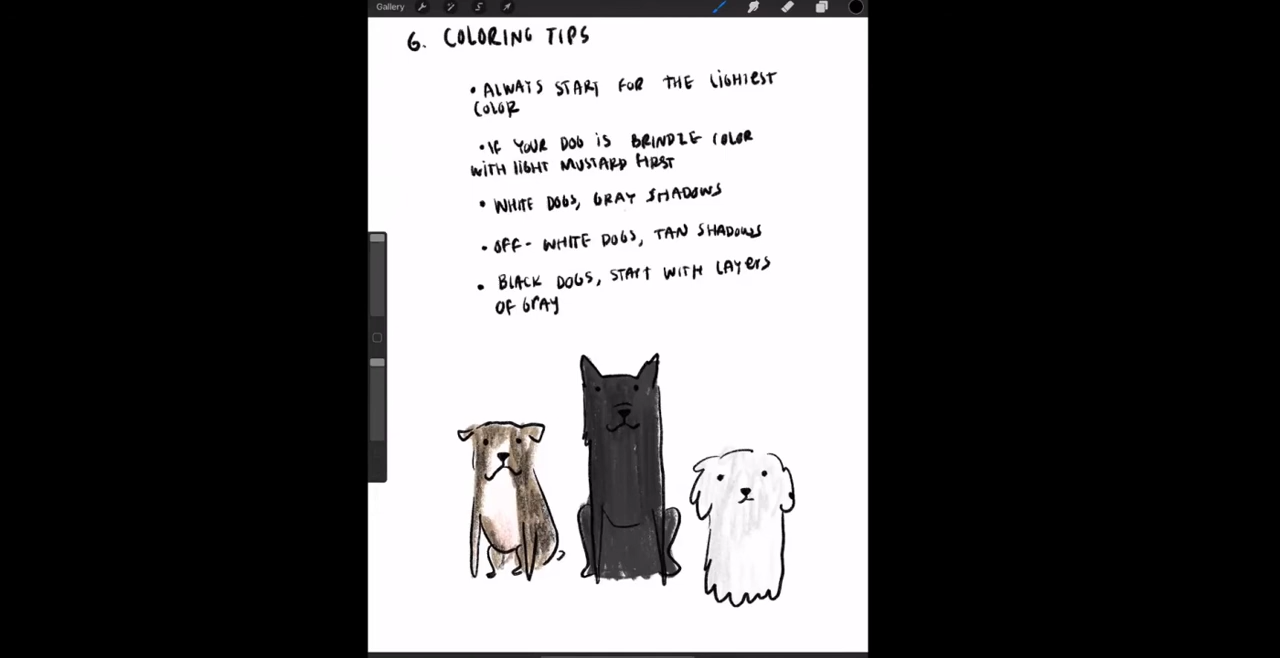 Gallery
6. COLORING TIPS
• ALWAYS START FOR THE LIGHTEST
COLOR
• IF YOUR DOG IS BRINDLE COLOR
WITH LIGHT MUSTARD FIRST
• WHITE DOGS, GRAY SHADOWS
• OFF-WHITE DOGS, TAN SHADOWS
• BLACK DOGS, START WITH LAYERS
OF GRAY